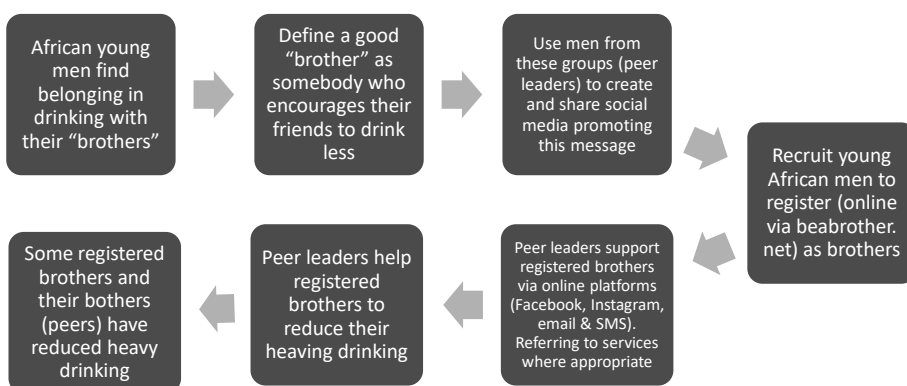 African young
men find
belonging in
drinking with
their “brothers”
Define a good
“brother” as
somebody who
encourages their
friends to drink
less
Use men from
these groups (peer
leaders) to create
and share social
media promoting
this message
Recruit young
African men to
register (online
via beabrother.
net) as brothers
Peer leaders support
registered brothers
via online platforms
(Facebook, Instagram,
email & SMS).
Referring to services
where appropriate
Peer leaders help
registered
brothers to
reduce their
heaving drinking
Some registered
brothers and
their bothers
(peers) have
reduced heavy
drinking